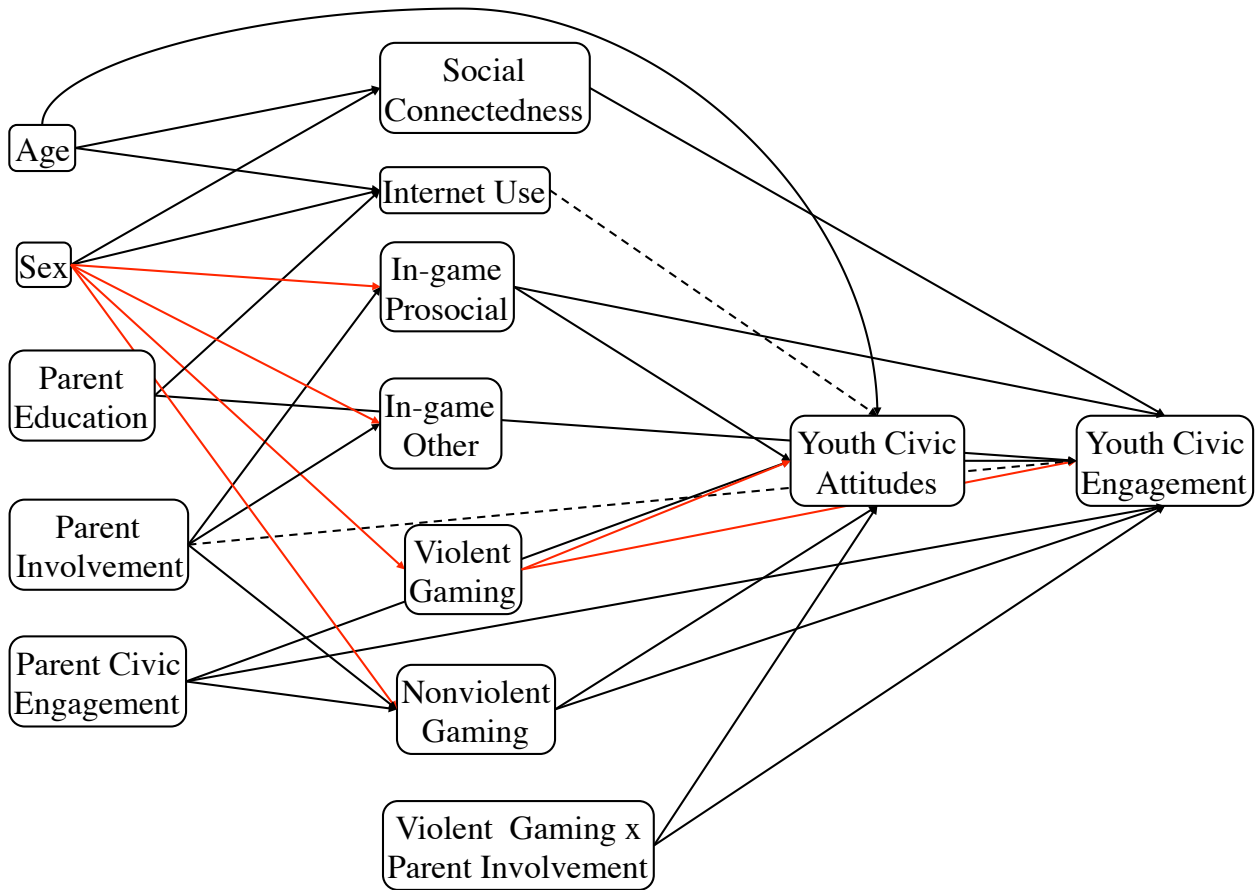 Age
Sex
Parent
Education
Parent
Involvement
Parent Civic
Engagement
Social
Connectedness
Internet Use
In-game
Prosocial
In-game
Other
Violent
Gaming
Nonviolent
Gaming
Violent  Gaming x
Parent Involvement
Youth Civic
Attitudes
Youth Civic
Engagement